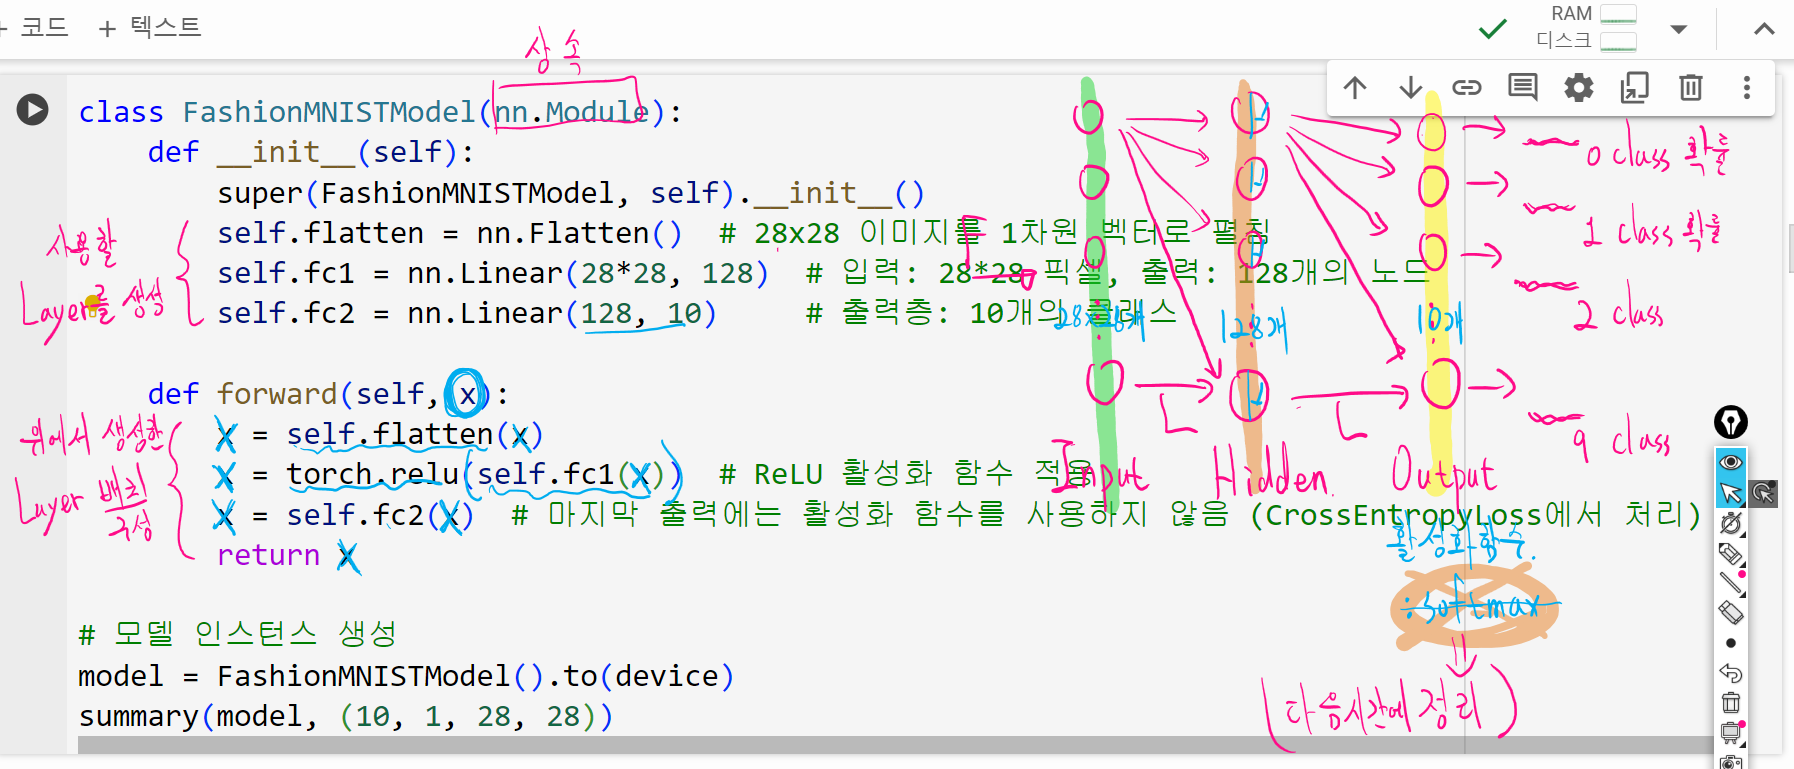 + 코드 + 텍스트
RAM
디스크
상속
class FashionMNISTModel(nn.Module):
def __init__(self):
super(FashionMNISTModel, self).__init__()
self.flatten = nn.Flatten()  # 28x28 이미지를 1차원 벡터로 펼침
self.fc1 = nn.Linear(28*28, 128)  # 입력: 28*28 픽셀, 출력: 128개의 노드
self.fc2 = nn.Linear(128, 10)  # 출력층: 10개의 클래스
def forward(self, x):
x = self.flatten(x)
x = torch.relu(self.fc1(x))  # ReLU 활성화 함수 적용
x = self.fc2(x)  # 마지막 출력에는 활성화 함수를 사용하지 않음 (CrossEntropyLoss에서 처리)
return x
# 모델 인스턴스 생성
model = FashionMNISTModel().to(device)
summary(model, (10, 1, 28, 28))
사용할
Layer를 생성
위에서 생성한
Layer 배치
구성
28x28개
128개
10개
Input
Hidden
Output
0 class 확률
1 class 확률
2 class
9 class
활성화함수.
: softmax
(다음시간에 정리)